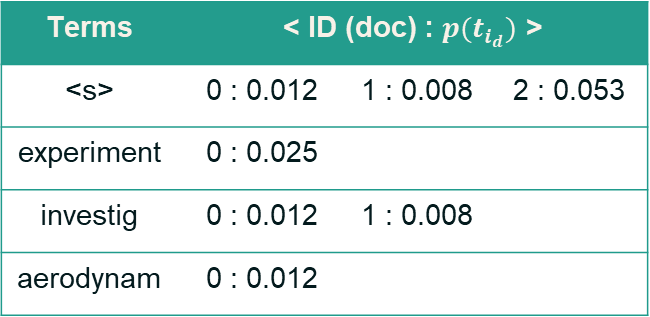 Terms < ID (doc) : p(t_{i_d}) >
<s> 0 : 0.012 1 : 0.008 2 : 0.053
experiment 0 : 0.025
investig 0 : 0.012 1 : 0.008
aerodynam 0 : 0.012